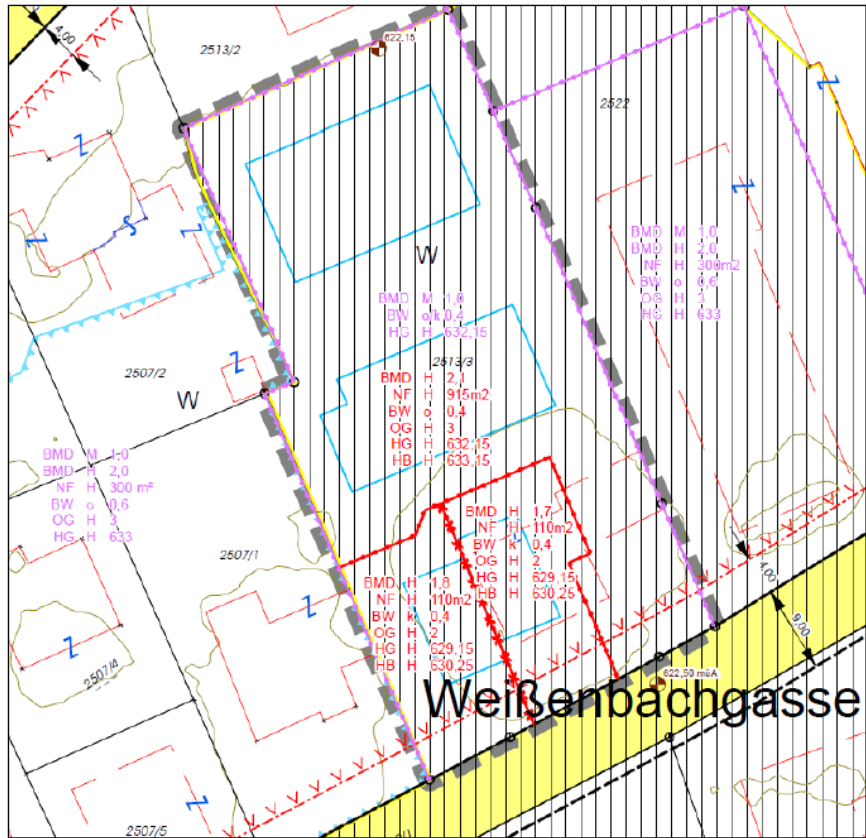 4,00
2513/2
622,15
2522
Z
Z
Z
S
Z
W
BMD M 1,0
BMD H 2,0
NF H 300m2
BW o 0,6
OG H 3
HG H 633
Z
BMD M 1,0
BW o/k 0,4
HG H 632,15
2513/3
2507/2
Z
W
BMD H 2,1
NF H 915m2
BW o 0,4
OG H 3
HG H 632,15
HB H 633,15
BMD M 1,0
BMD H 2,0
NF H 300 m²
BW o 0,6
OG H 3
HG H 633
BMD H 1,7
NF H 110m2
BW k 0,4
OG H 2
HG H 629,15
HB H 630,25
2507/1
BMD H 1,8
NF H 110m2
BW k 0,4
OG H 2
HG H 629,15
HB H 630,25
4,00
9,00
Z
Z
2507/4
622,50 müA
Weißenbachgasse
Z
2507/5